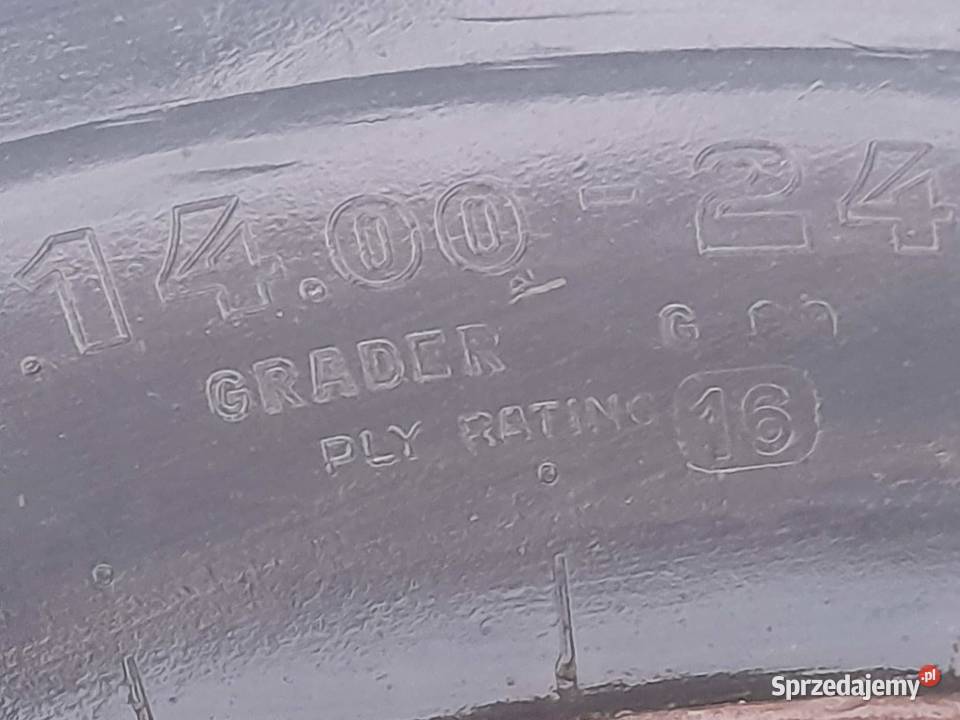 14.00 - 24
GRADER G
PLY RATING 16
Sprzedajemy.pl